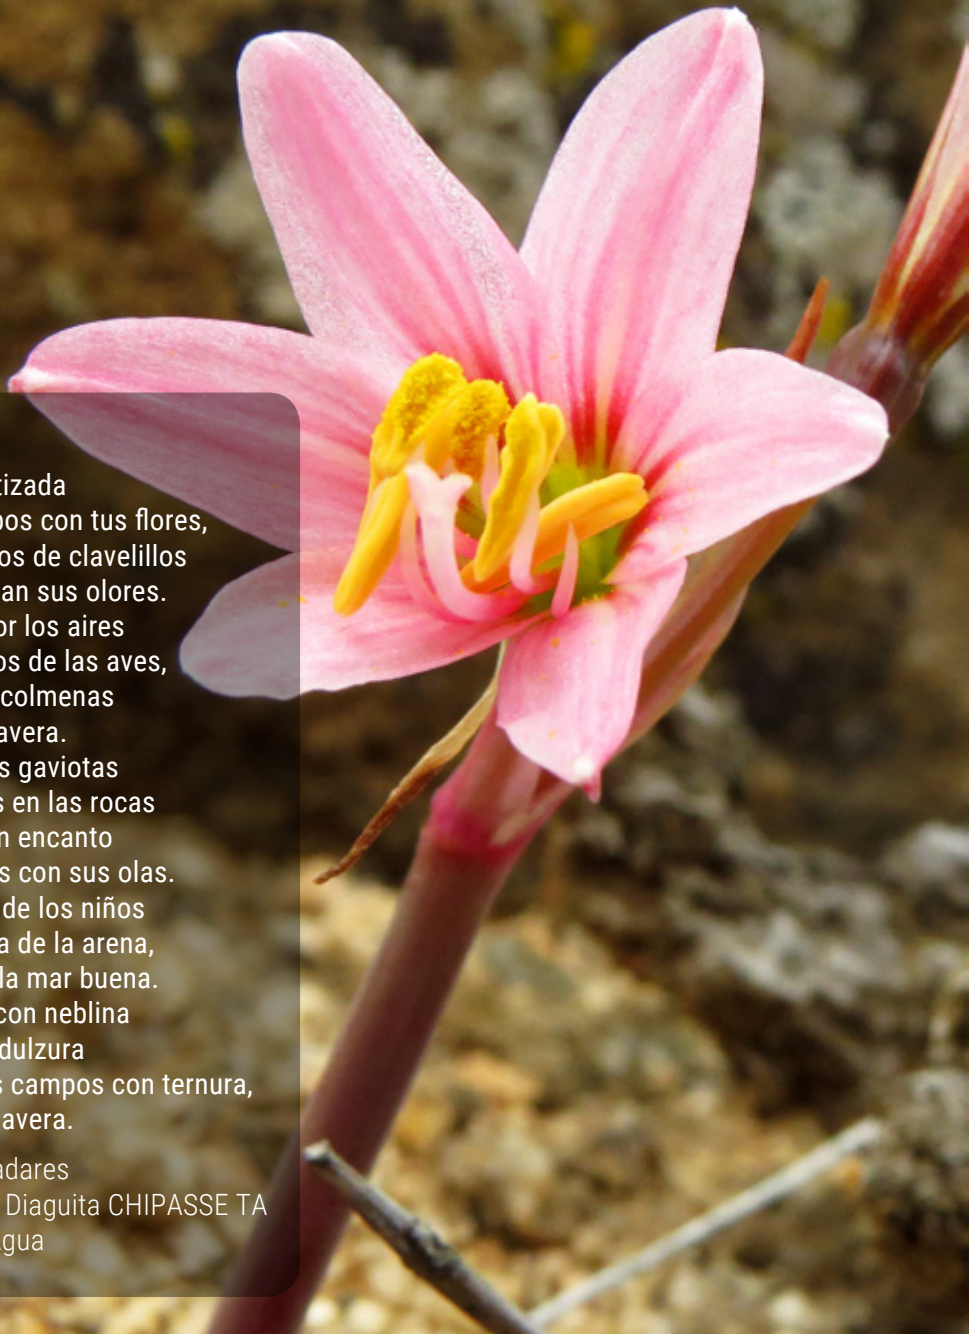 tizada
pos con tus flores,
os de clavelillos
an sus olores.
or los aires
os de las aves,
colmenas
avera.
s gaviotas
s en las rocas
n encanto
s con sus olas.
de los niños
a de la arena,
la mar buena.
con neblina
dulzura
s campos con ternura,
avera.
adares
Diaguita CHIPASSE TA
gua